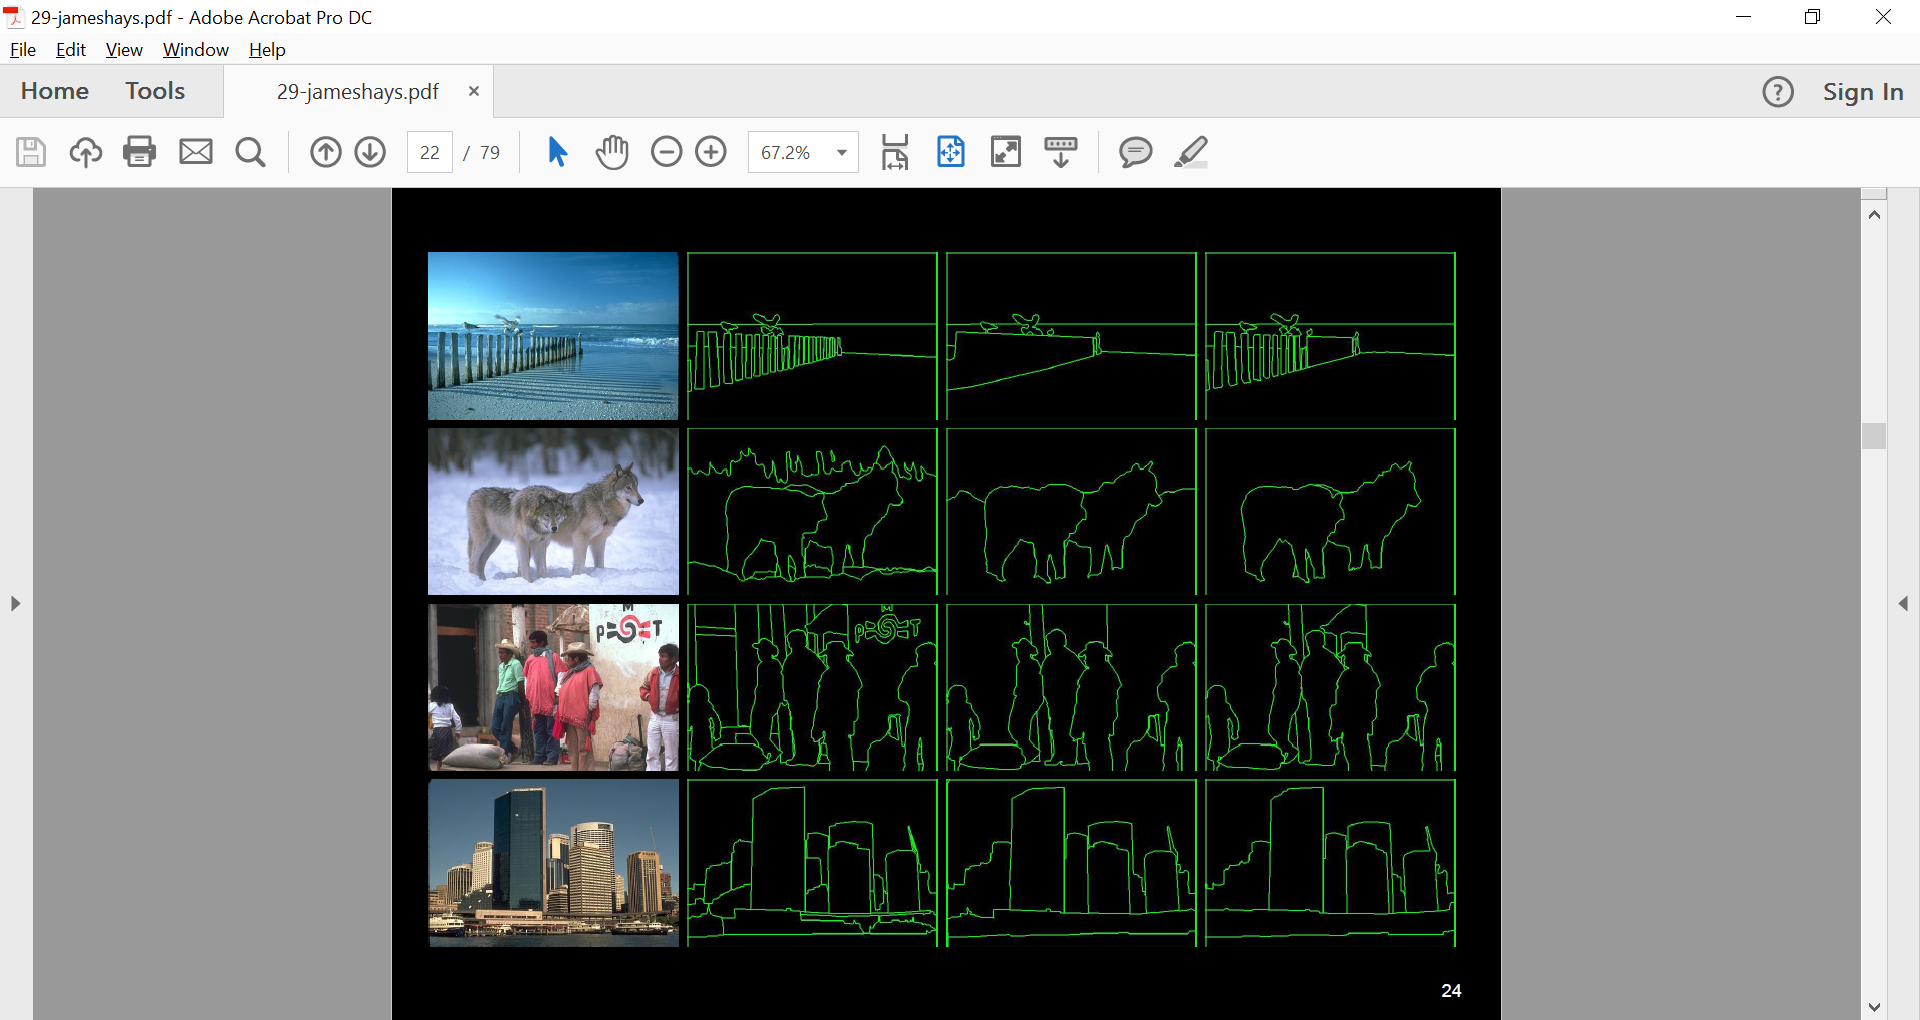 29-jameshays.pdf - Adobe Acrobat Pro DC
File Edit View Window Help
Home Tools 29-jameshays.pdf × ? Sign In
22 / 79 67.2%
M
P T
M
P T
24